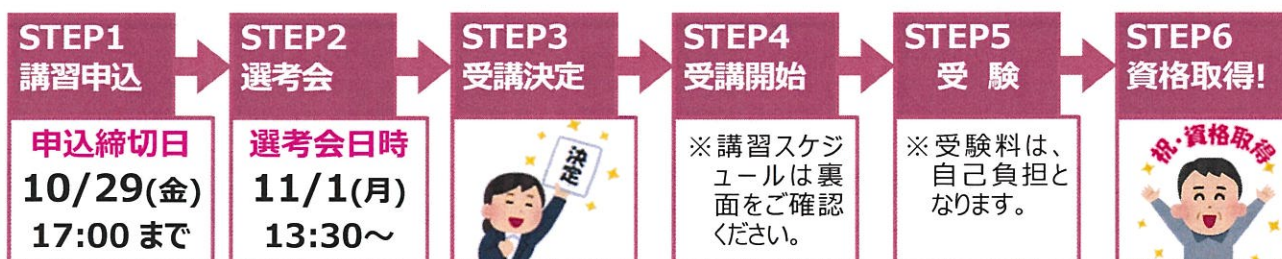 STEP1
講習申込
申込締切日
10/29(金)
17:00 まで
STEP2
選考会
選考会日時
11/1(月)
13:30～
STEP3
受講決定
決定
STEP4
受講開始
※講習スケジ
ュールは裏
面をご確認
ください。
STEP5
受 験
※受験料は、
自己負担と
なります。
STEP6
資格取得!
祝・資格取得